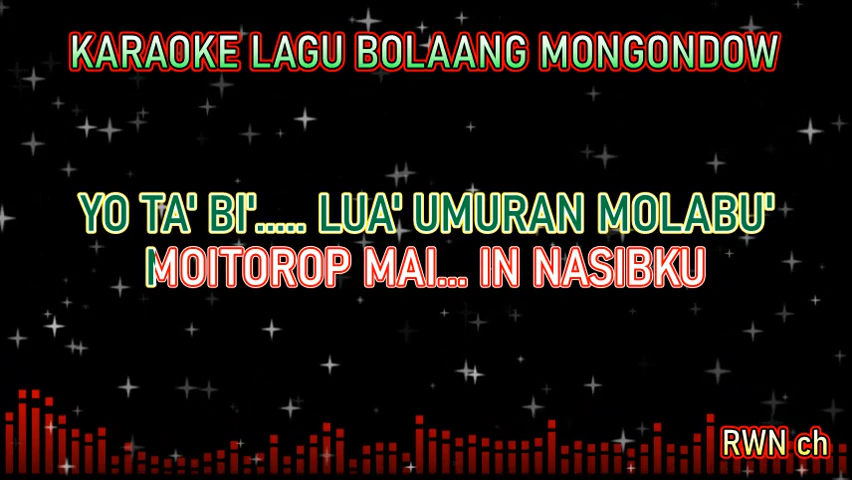 KARAOKE LAGU BOLAANG MONGONDOW
YO TA' BI'..... LUA' UMURAN MOLABU'
MOITOROP MAI... IN NASIBKU
RWN ch